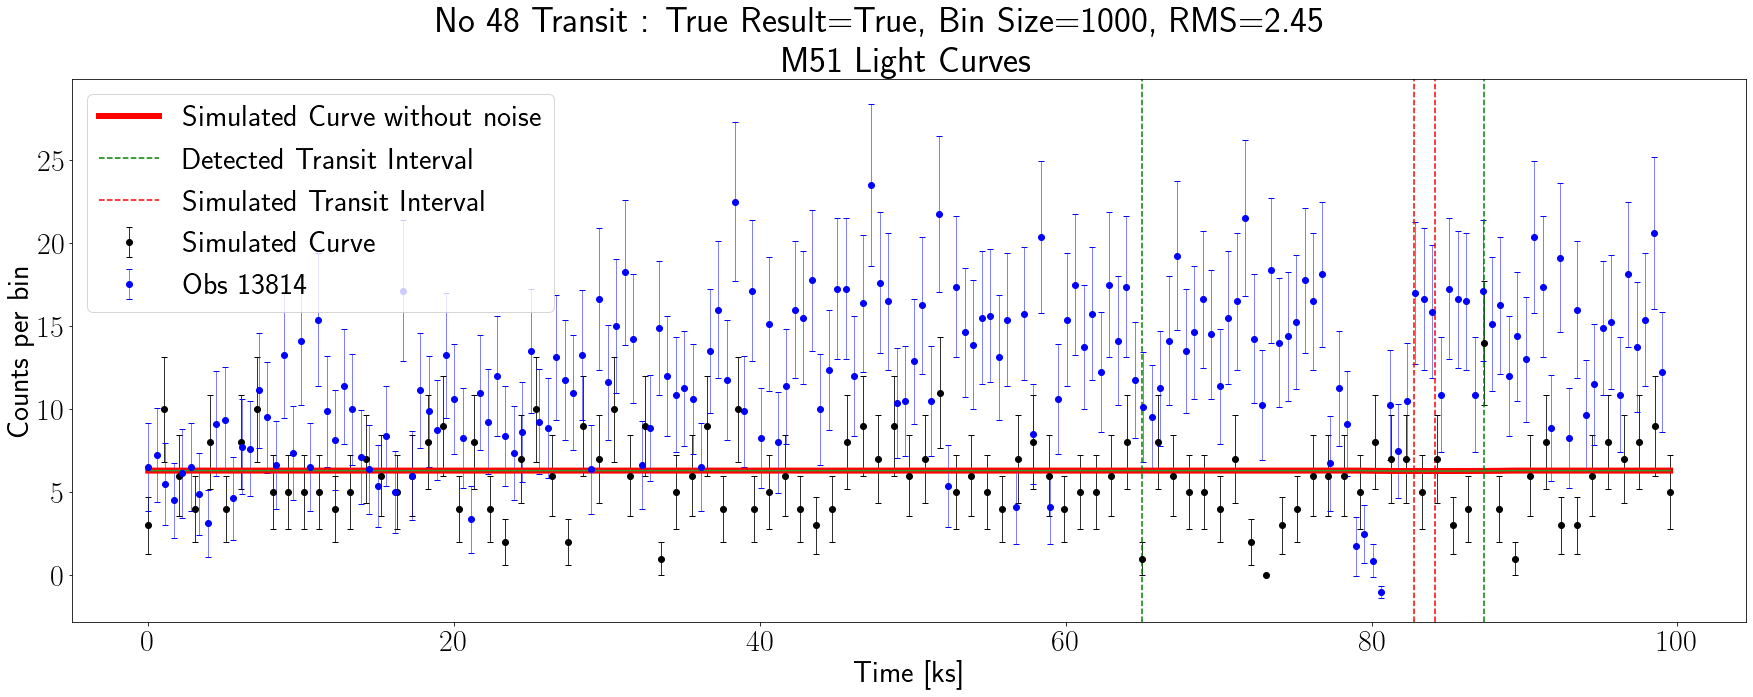 No 48 Transit : True Result=True, Bin Size=1000, RMS=2.45
M51 Light Curves
Simulated Curve without noise
Detected Transit Interval
Simulated Transit Interval
Simulated Curve
Obs 13814
Counts per bin
25
20
15
10
5
0
0 20 40 60 80 100
Time [ks]